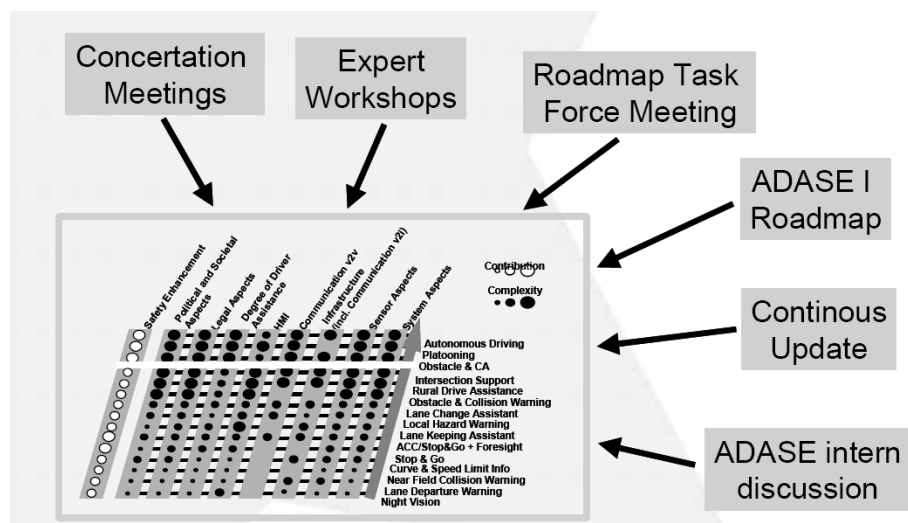 Concertation
Meetings
Expert
Workshops
Roadmap Task
Force Meeting
ADASE I
Roadmap
Continous
Update
ADASE intern
discussion
Safety Enhancement
Political and Societal
Aspects
Legal Aspects
Degree of Driver
Assistance
HMI
Communication v2v
Infrastructure
(incl. Communication v2i)
Sensor Aspects
System Aspects
Contribution
Complexity
Autonomous Driving
Platooning
Obstacle & CA
Intersection Support
Rural Drive Assistance
Obstacle & Collision Warning
Lane Change Assistant
Local Hazard Warning
Lane Keeping Assistant
ACC/Stop&Go + Foresight
Stop & Go
Curve & Speed Limit Info
Near Field Collision Warning
Lane Departure Warning
Night Vision